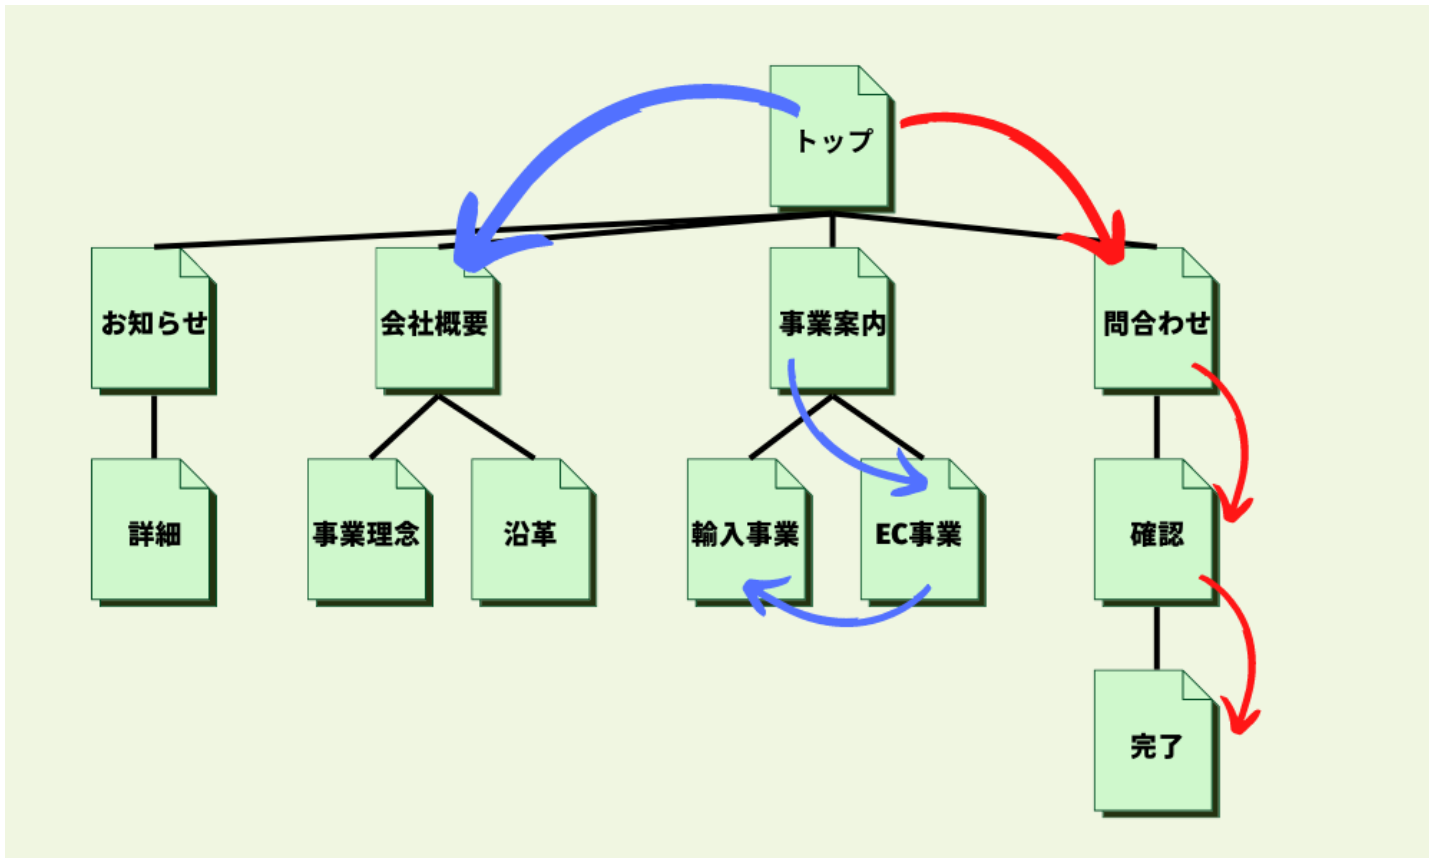 トップ
お知らせ
会社概要
事業案内
問合わせ
詳細
事業理念
沿革
輸入事業
EC事業
確認
完了